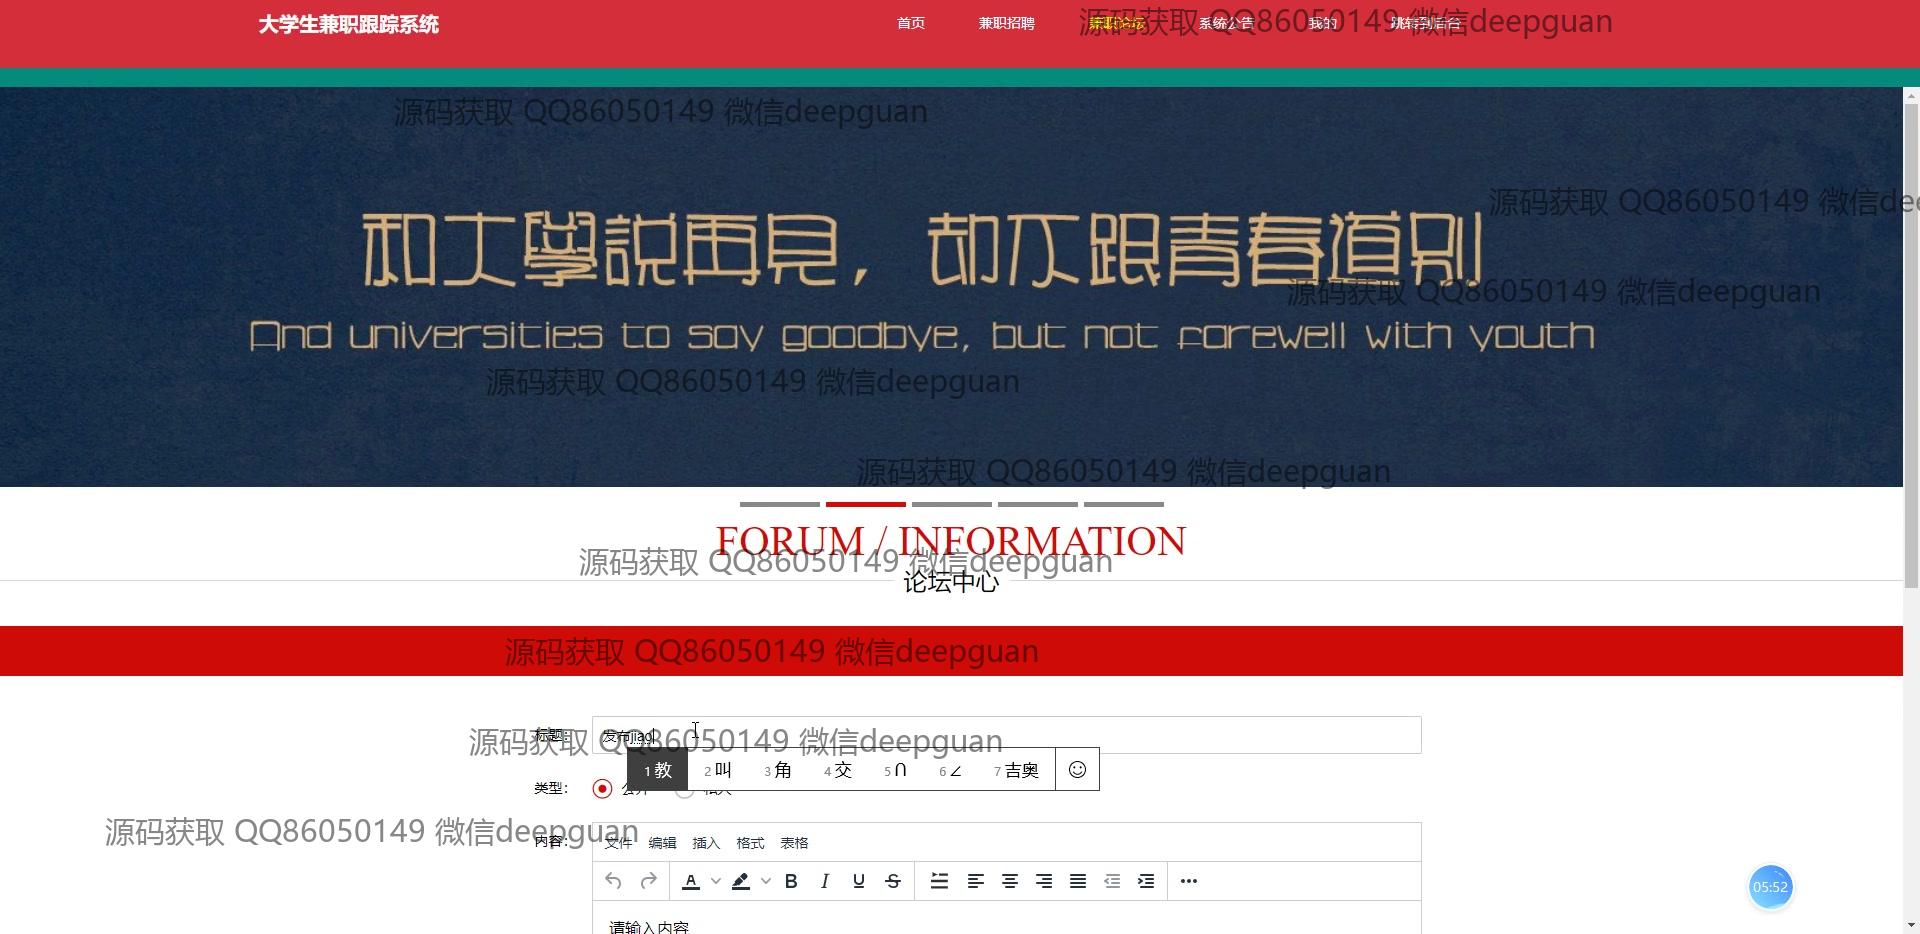 大学生兼职跟踪系统
首页 兼职招聘 兼职论坛 系统公告 我的 跳转到后台
源码获取 QQ86050149 微信deepguan
源码获取 QQ86050149 微信deepguan
源码获取 QQ86050149 微信dee
和大學説再見，却不跟青春道别
源码获取 QQ86050149 微信deepguan
And universities to say goodbye, but not farewell with youth
源码获取 QQ86050149 微信deepguan
源码获取 QQ86050149 微信deepguan
FORUM / INFORMATION
源码获取 QQ86050149 微信deepguan
论坛中心
源码获取 QQ86050149 微信deepguan
标题: 发布jiao
源码获取 QQ86050149 微信deepguan
1 教 2 叫 3 角 4 交 5 ∩ 6 ∠ 7 吉奥
类型:
源码获取 QQ86050149 微信deepguan
内容: 文件 编辑 插入 格式 表格
A B I U S
请输入内容
05:52